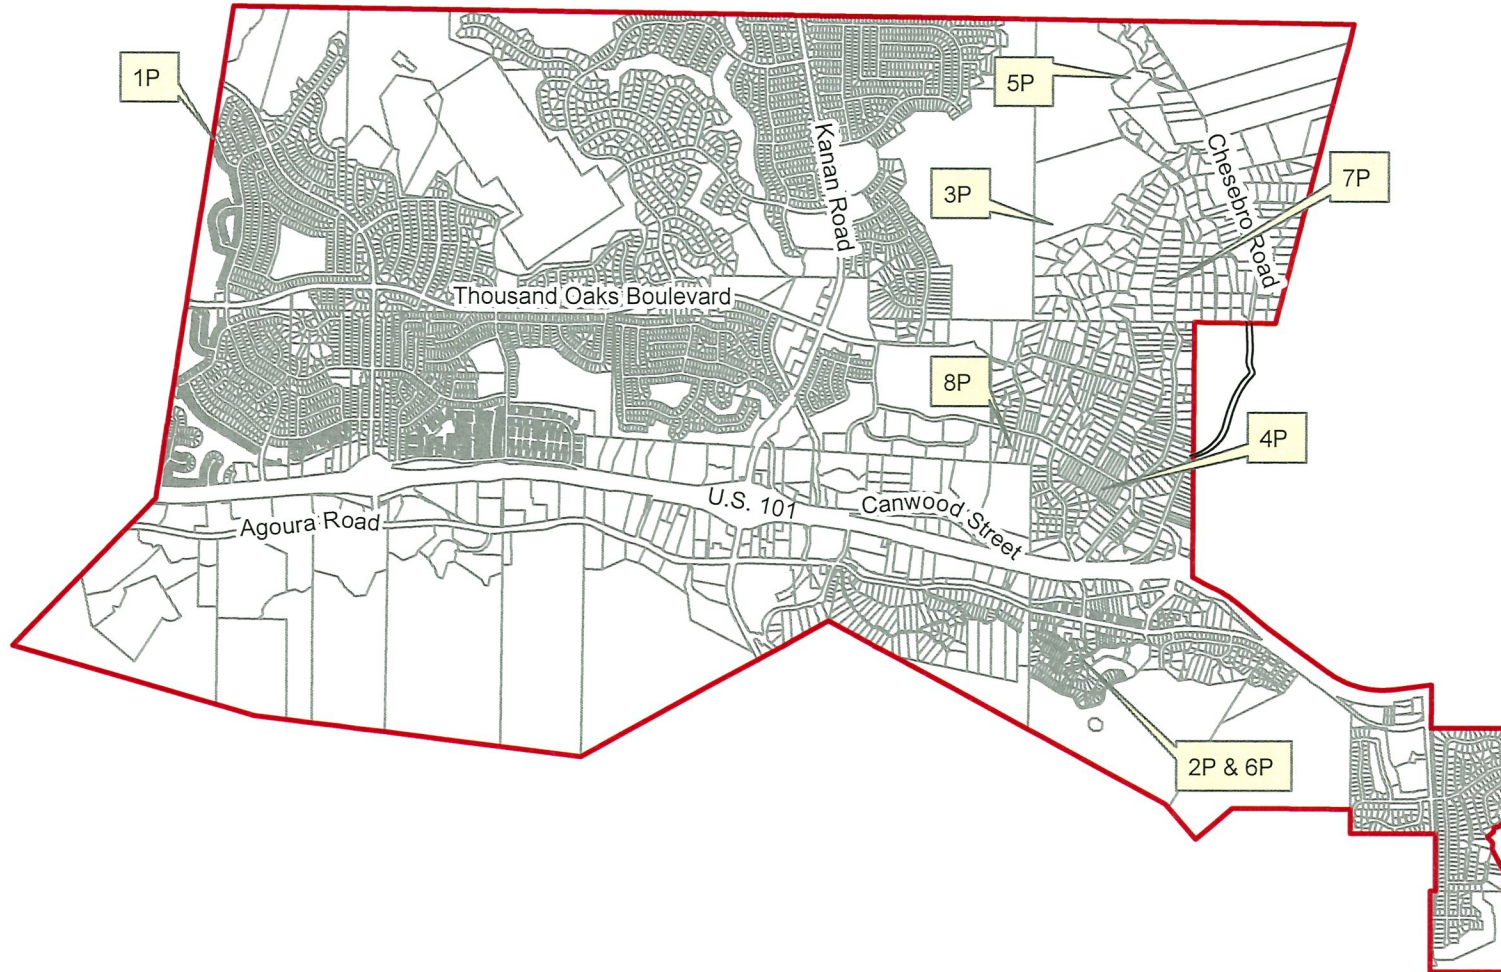 1P
5P
Kanan Road
Chesebro Road
7P
3P
Thousand Oaks Boulevard
8P
4P
U.S. 101
Canwood Street
Agoura Road
2P & 6P